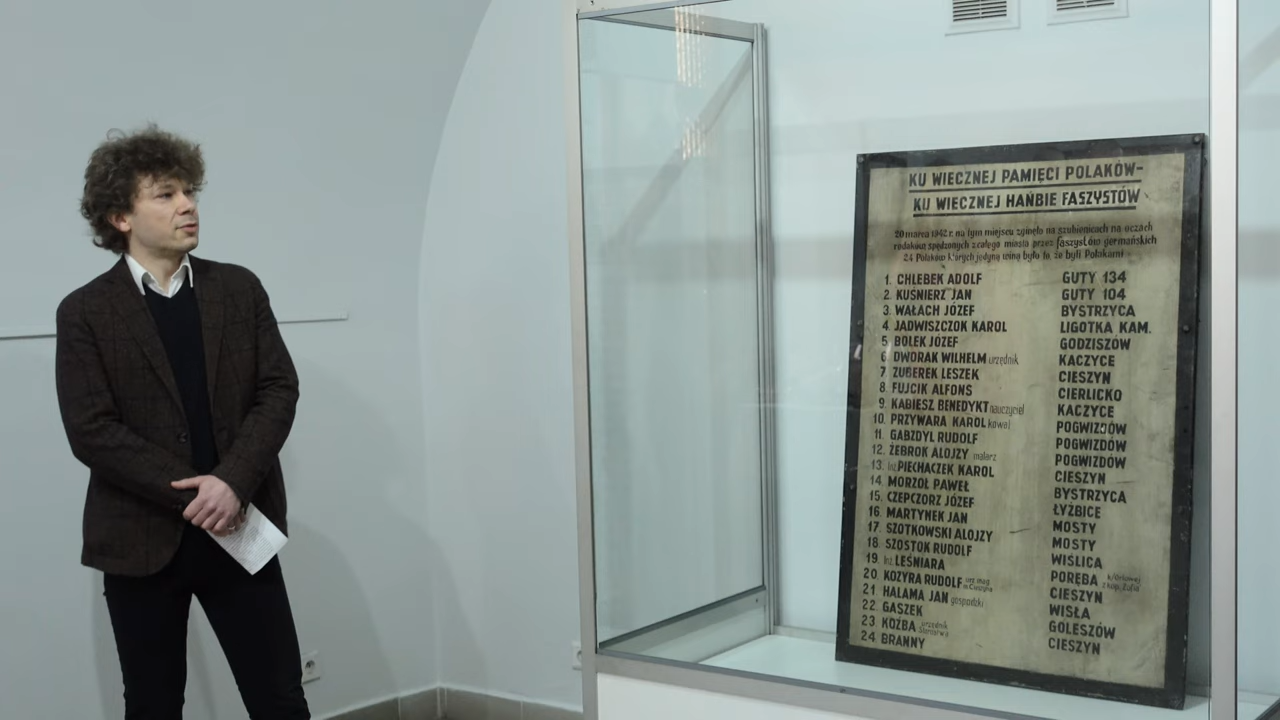 KU WIECZNEJ PAMIĘCI POLAKÓW-
KU WIECZNEJ HAŃBIE FASZYSTÓW
20 marca 1942 r. na tym miejscu zginęło na szubienicach na oczach
rodaków spędzonych z całego miasta przez faszystów germańskich
24 Polaków których jedyną winą było to, że byli Polakami
1. CHLEBEK ADOLF GUTY 134
2. KUŚNIERZ JAN GUTY 104
3. WAŁACH JÓZEF BYSTRZYCA
4. JADWISZCZOK KAROL LIGOTKA KAM.
5. BOLEK JÓZEF GODZISZÓW
6. DWORAK WILHELM urzędnik KACZYCE
7. ZUBEREK LESZEK CIESZYN
8. FUJCIK ALFONS CIERLICKO
9. KABIESZ BENEDYKT nauczyciel KACZYCE
10. PRZYWARA KAROL kowal POGWIZDÓW
11. GABZDYL RUDOLF POGWIZDÓW
12. ŻEBROK ALOJZY malarz POGWIZDÓW
13. inż. PIECHACZEK KAROL CIESZYN
14. MORZOŁ PAWEŁ BYSTRZYCA
15. CZEPCZORZ JÓZEF ŁYŻBICE
16. MARTYNEK JAN MOSTY
17. SZOTKOWSKI ALOJZY MOSTY
18. SZOSTOK RUDOLF WISLICA
19. inż. LEŚNIARA PORĘBA
20. KOZYRA RUDOLF CIESZYN
21. HALAMA JAN gospodzki WISŁA
22. GASZEK GOLESZÓW
23. KOŻBA urzędnik CIESZYN
24. BRANNY